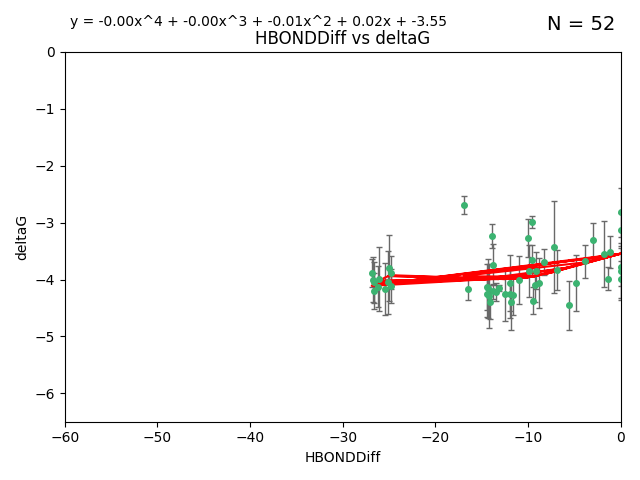 y = -0.00x^4 + -0.00x^3 + -0.01x^2 + 0.02x + -3.55
N = 52
HBONDDiff vs deltaG
0
−1
−2
−3
−4
−5
−6
deltaG
−60
−50
−40
−30
−20
−10
0
HBONDDiff